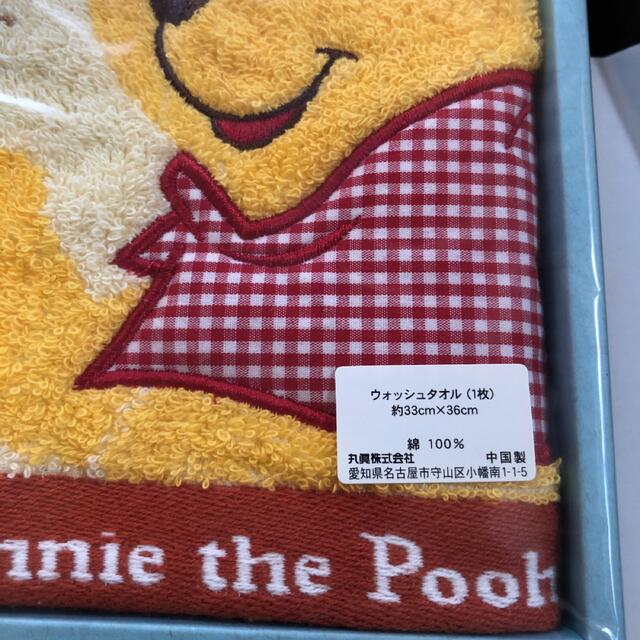 ウォッシュタオル (1枚)
約33cm×36cm
綿 100%
丸眞株式会社 中国製
愛知県名古屋市守山区小幡南1-1-5
nnie the Pooh